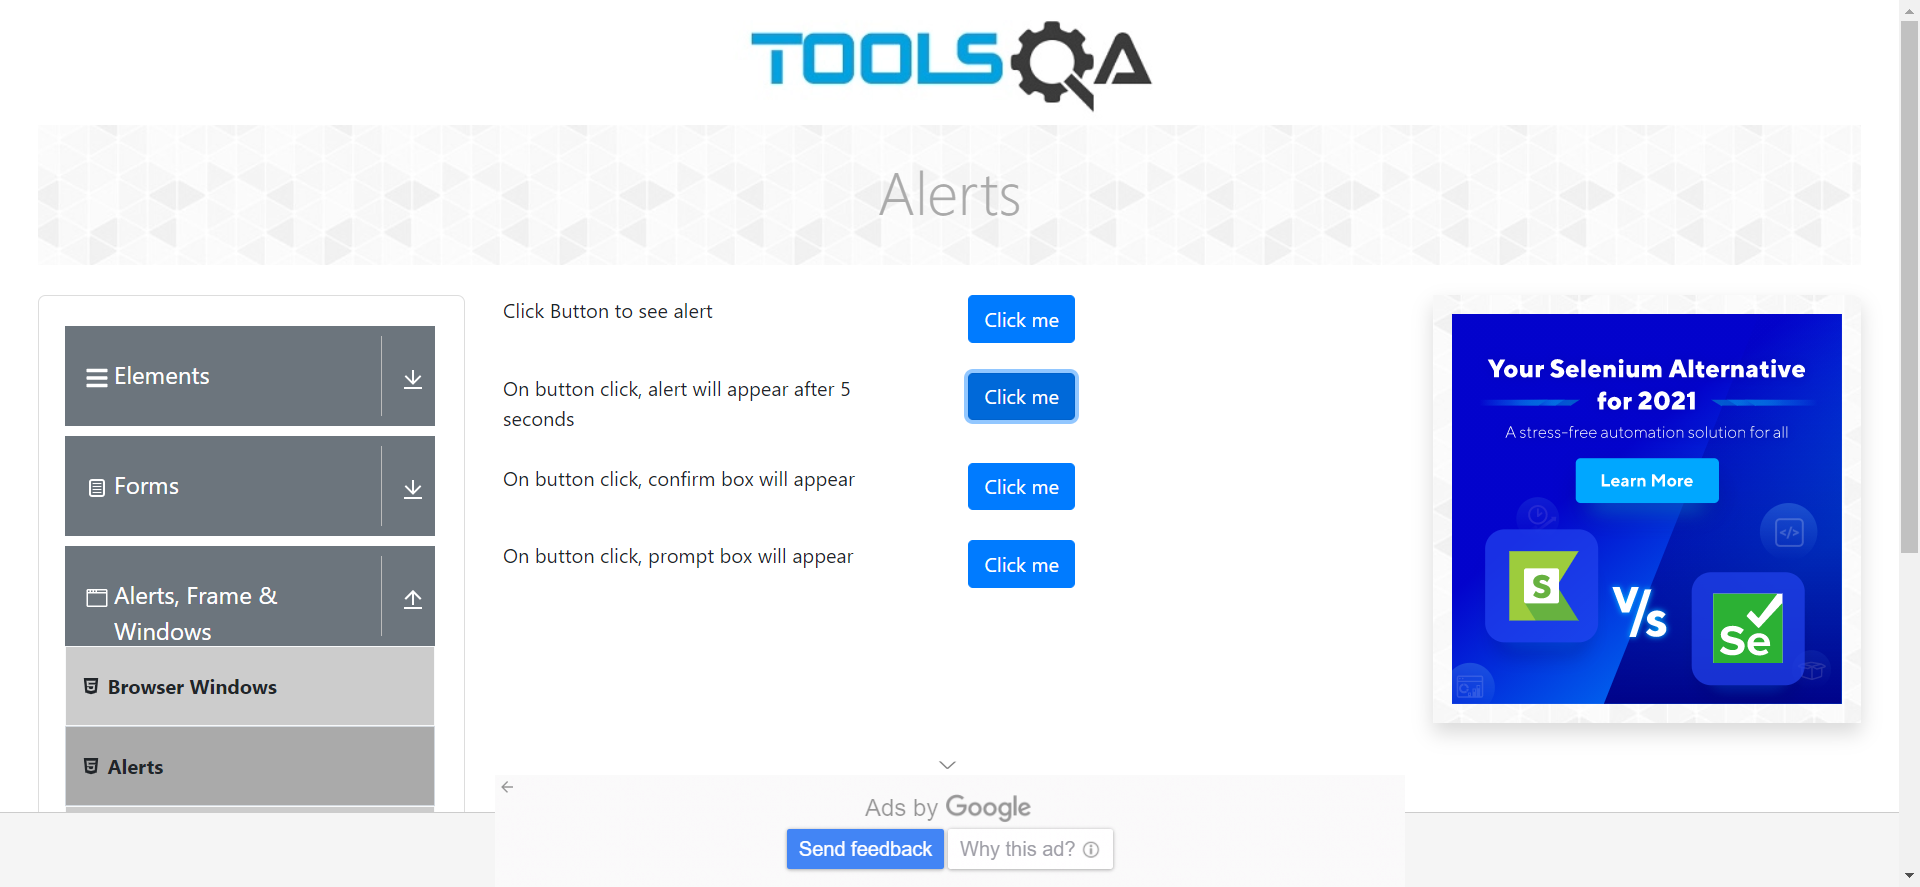 TOOLSQA
Alerts
Elements
Forms
Alerts, Frame &
Windows
Browser Windows
Alerts
Click Button to see alert
Click me
On button click, alert will appear after 5
seconds
Click me
On button click, confirm box will appear
Click me
On button click, prompt box will appear
Click me
Your Selenium Alternative
for 2021
A stress-free automation solution for all
Learn More
S
V/s
Se
</>
Ads by Google
Send feedback
Why this ad?